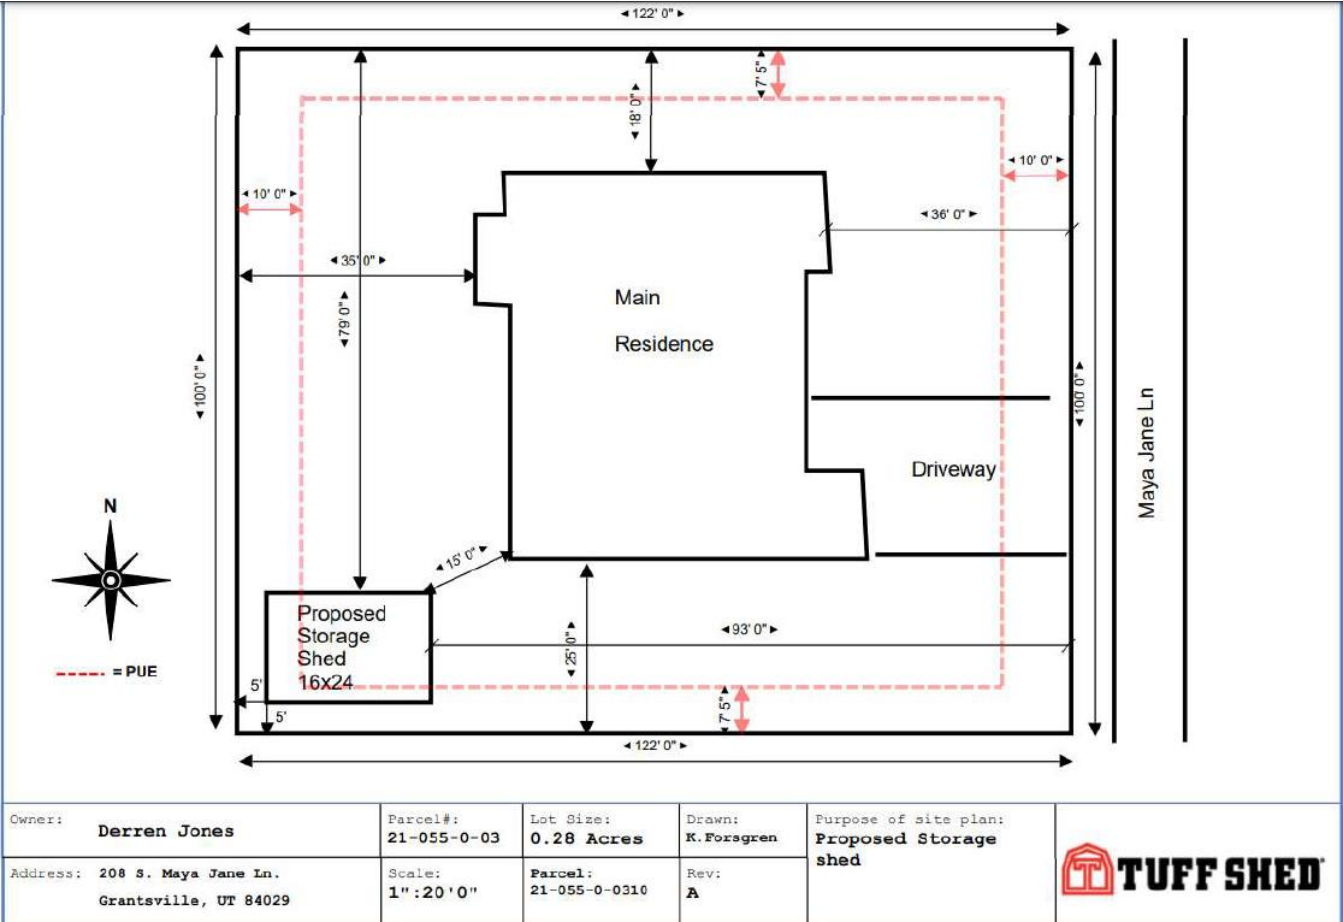 122' 0"
7' 5"
18' 0"
10' 0"
10' 0"
36' 0"
35' 0"
Main
Residence
79' 0"
100' 0"
100' 0"
Maya Jane Ln
Driveway
N
15' 0"
Proposed
Storage
Shed
16x24
93' 0"
25' 0"
= PUE
5'
5'
7' 5"
122' 0"
Owner:
Derren Jones
Parcel#:
21-055-0-03
Lot Size:
0.28 Acres
Drawn:
K.Forsgren
Purpose of site plan:
Proposed Storage
shed
Address: 208 S. Maya Jane Ln.
Grantsville, UT 84029
Scale:
1":20'0"
Parcel:
21-055-0-0310
Rev:
A
TUFF SHED